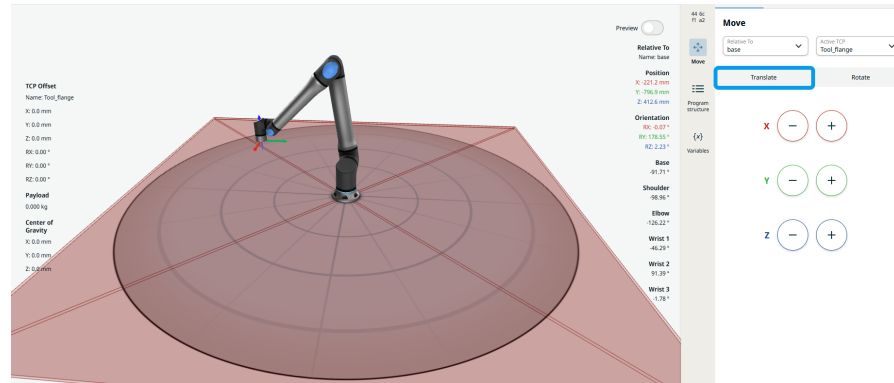 TCP Offset
Name: Tool_flange
X: 0.0 mm
Y: 0.0 mm
Z: 0.0 mm
RX: 0.00 °
RY: 0.00 °
RZ: 0.00 °
Payload
0.000 kg
Center of
Gravity
X: 0.0 mm
Y: 0.0 mm
Z: 0.0 mm
Preview
Relative To
Name: base
Position
X: -221.2 mm
Y: -796.9 mm
Z: 412.6 mm
Orientation
RX: -0.07 °
RY: 178.55 °
RZ: 2.23 °
Base
-91.71 °
Shoulder
-98.96 °
Elbow
-126.22 °
Wrist 1
-46.29 °
Wrist 2
91.39 °
Wrist 3
-1.78 °
44 6c
f1 a2
Move
Program
structure
{x}
Variables
Move
Relative To
base
Active TCP
Tool_flange
Translate
Rotate
X − +
Y − +
Z − +